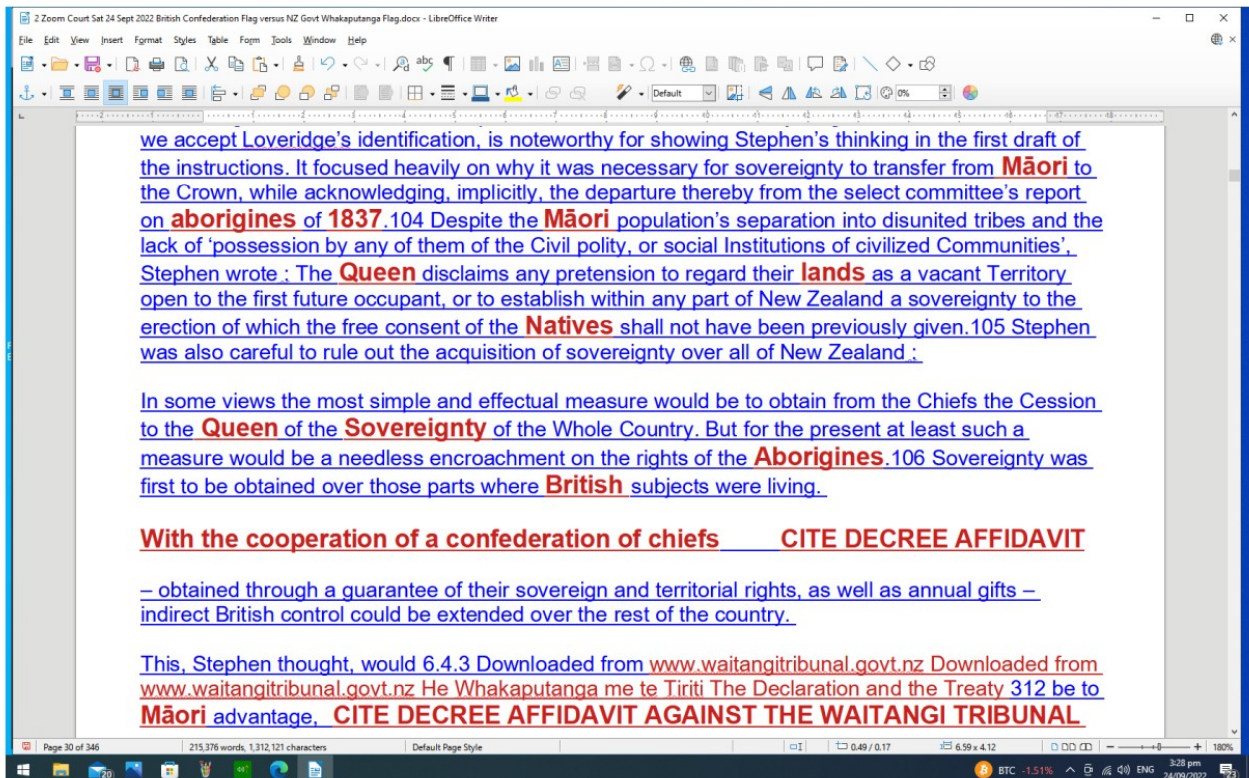 2 Zoom Court Sat 24 Sept 2022 British Confederation Flag versus NZ Govt Whakaputanga Flag.docx - LibreOffice Writer
File Edit View Insert Format Styles Table Form Tools Window Help
Default
0%
we accept Loveridge's identification, is noteworthy for showing Stephen's thinking in the first draft of
the instructions. It focused heavily on why it was necessary for sovereignty to transfer from Māori to
the Crown, while acknowledging, implicitly, the departure thereby from the select committee's report
on aborigines of 1837.104 Despite the Māori population's separation into disunited tribes and the
lack of 'possession by any of them of the Civil polity, or social Institutions of civilized Communities',
Stephen wrote ; The Queen disclaims any pretension to regard their lands as a vacant Territory
open to the first future occupant, or to establish within any part of New Zealand a sovereignty to the
erection of which the free consent of the Natives shall not have been previously given.105 Stephen
was also careful to rule out the acquisition of sovereignty over all of New Zealand ;
In some views the most simple and effectual measure would be to obtain from the Chiefs the Cession
to the Queen of the Sovereignty of the Whole Country. But for the present at least such a
measure would be a needless encroachment on the rights of the Aborigines.106 Sovereignty was
first to be obtained over those parts where British subjects were living.
With the cooperation of a confederation of chiefs CITE DECREE AFFIDAVIT
– obtained through a guarantee of their sovereign and territorial rights, as well as annual gifts –
indirect British control could be extended over the rest of the country.
This, Stephen thought, would 6.4.3 Downloaded from www.waitangitribunal.govt.nz Downloaded from
www.waitangitribunal.govt.nz He Whakaputanga me te Tiriti The Declaration and the Treaty 312 be to
Māori advantage, CITE DECREE AFFIDAVIT AGAINST THE WAITANGI TRIBUNAL
Page 30 of 346 215,376 words, 1,312,121 characters Default Page Style 0.49 / 0.17 6.59 x 4.12 180%
20 BTC -1.51% ENG 3:28 pm
24/09/2022 23